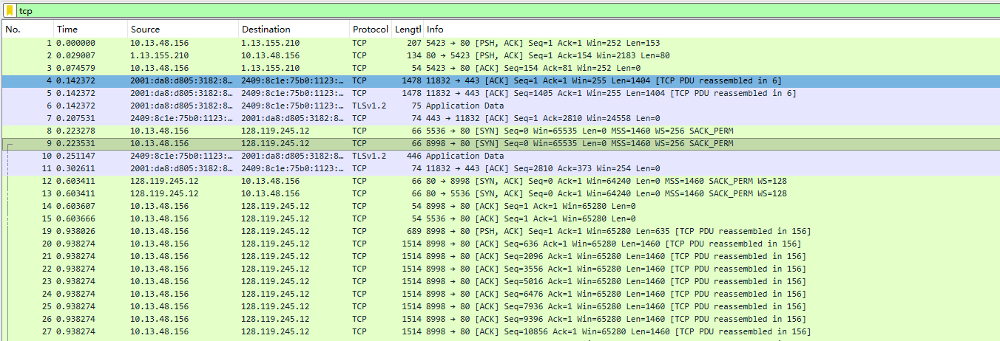 tcp
No. Time Source Destination Protocol Lengtl Info
1 0.000000 10.13.48.156 1.13.155.210 TCP 207 5423 → 80 [PSH, ACK] Seq=1 Ack=1 Win=252 Len=153
2 0.029007 1.13.155.210 10.13.48.156 TCP 134 80 → 5423 [PSH, ACK] Seq=1 Ack=154 Win=2183 Len=80
3 0.074579 10.13.48.156 1.13.155.210 TCP 54 5423 → 80 [ACK] Seq=154 Ack=81 Win=252 Len=0
4 0.142372 2001:da8:d805:3182:8… 2409:8c1e:75b0:1123:… TCP 1478 11832 → 443 [ACK] Seq=1 Ack=1 Win=255 Len=1404 [TCP PDU reassembled in 6]
5 0.142372 2001:da8:d805:3182:8… 2409:8c1e:75b0:1123:… TCP 1478 11832 → 443 [ACK] Seq=1405 Ack=1 Win=255 Len=1404 [TCP PDU reassembled in 6]
6 0.142372 2001:da8:d805:3182:8… 2409:8c1e:75b0:1123:… TLSv1.2 75 Application Data
7 0.207531 2409:8c1e:75b0:1123:… 2001:da8:d805:3182:8… TCP 74 443 → 11832 [ACK] Seq=1 Ack=2810 Win=24558 Len=0
8 0.223278 10.13.48.156 128.119.245.12 TCP 66 5536 → 80 [SYN] Seq=0 Win=65535 Len=0 MSS=1460 WS=256 SACK_PERM
9 0.223531 10.13.48.156 128.119.245.12 TCP 66 8998 → 80 [SYN] Seq=0 Win=65535 Len=0 MSS=1460 WS=256 SACK_PERM
10 0.251147 2409:8c1e:75b0:1123:… 2001:da8:d805:3182:8… TLSv1.2 446 Application Data
11 0.302611 2001:da8:d805:3182:8… 2409:8c1e:75b0:1123:… TCP 74 11832 → 443 [ACK] Seq=2810 Ack=373 Win=254 Len=0
12 0.603411 128.119.245.12 10.13.48.156 TCP 66 80 → 8998 [SYN, ACK] Seq=0 Ack=1 Win=64240 Len=0 MSS=1460 SACK_PERM WS=128
13 0.603411 128.119.245.12 10.13.48.156 TCP 66 80 → 5536 [SYN, ACK] Seq=0 Ack=1 Win=64240 Len=0 MSS=1460 SACK_PERM WS=128
14 0.603607 10.13.48.156 128.119.245.12 TCP 54 8998 → 80 [ACK] Seq=1 Ack=1 Win=65280 Len=0
15 0.603666 10.13.48.156 128.119.245.12 TCP 54 5536 → 80 [ACK] Seq=1 Ack=1 Win=65280 Len=0
19 0.938026 10.13.48.156 128.119.245.12 TCP 689 8998 → 80 [PSH, ACK] Seq=1 Ack=1 Win=65280 Len=635 [TCP PDU reassembled in 156]
20 0.938274 10.13.48.156 128.119.245.12 TCP 1514 8998 → 80 [ACK] Seq=636 Ack=1 Win=65280 Len=1460 [TCP PDU reassembled in 156]
21 0.938274 10.13.48.156 128.119.245.12 TCP 1514 8998 → 80 [ACK] Seq=2096 Ack=1 Win=65280 Len=1460 [TCP PDU reassembled in 156]
22 0.938274 10.13.48.156 128.119.245.12 TCP 1514 8998 → 80 [ACK] Seq=3556 Ack=1 Win=65280 Len=1460 [TCP PDU reassembled in 156]
23 0.938274 10.13.48.156 128.119.245.12 TCP 1514 8998 → 80 [ACK] Seq=5016 Ack=1 Win=65280 Len=1460 [TCP PDU reassembled in 156]
24 0.938274 10.13.48.156 128.119.245.12 TCP 1514 8998 → 80 [ACK] Seq=6476 Ack=1 Win=65280 Len=1460 [TCP PDU reassembled in 156]
25 0.938274 10.13.48.156 128.119.245.12 TCP 1514 8998 → 80 [ACK] Seq=7936 Ack=1 Win=65280 Len=1460 [TCP PDU reassembled in 156]
26 0.938274 10.13.48.156 128.119.245.12 TCP 1514 8998 → 80 [ACK] Seq=9396 Ack=1 Win=65280 Len=1460 [TCP PDU reassembled in 156]
27 0.938274 10.13.48.156 128.119.245.12 TCP 1514 8998 → 80 [ACK] Seq=10856 Ack=1 Win=65280 Len=1460 [TCP PDU reassembled in 156]